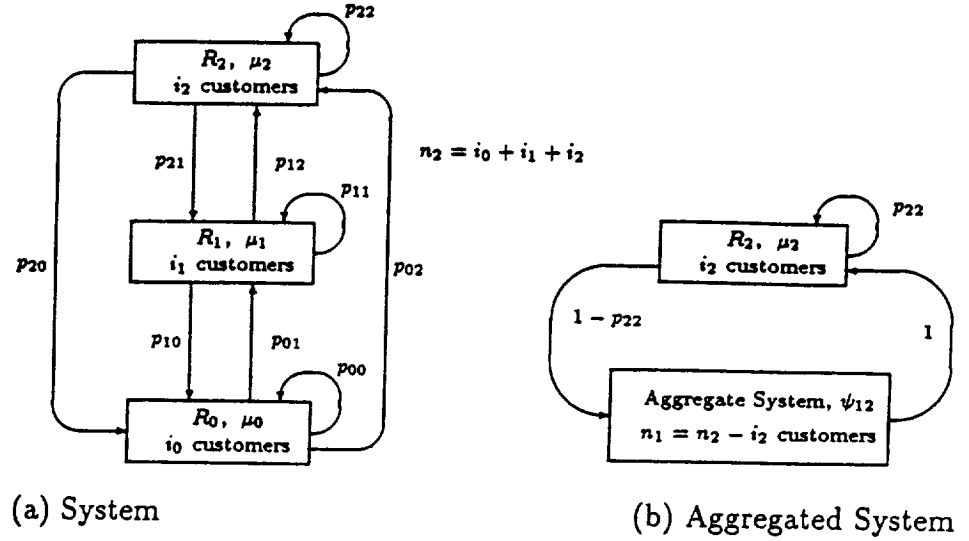 p₂₂
R₂, μ₂
i₂ customers
p₂₁
p₁₂
n₂ = i₀ + i₁ + i₂
p₁₁
R₁, μ₁
i₁ customers
p₂₀
p₀₂
p₁₀
p₀₁
p₀₀
R₀, μ₀
i₀ customers
(a) System
p₂₂
R₂, μ₂
i₂ customers
1 − p₂₂
1
Aggregate System, ψ₁₂
n₁ = n₂ − i₂ customers
(b) Aggregated System